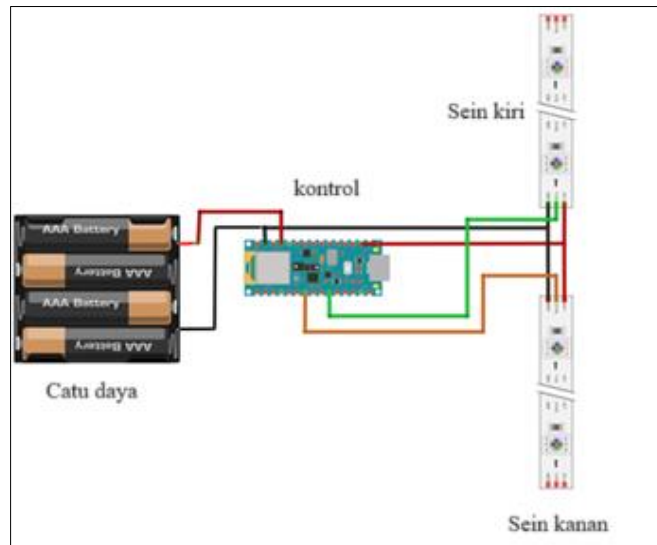 Sein kiri
kontrol
AAA Battery
AAA Battery
AAA Battery
AAA Battery
Catu daya
Sein kanan